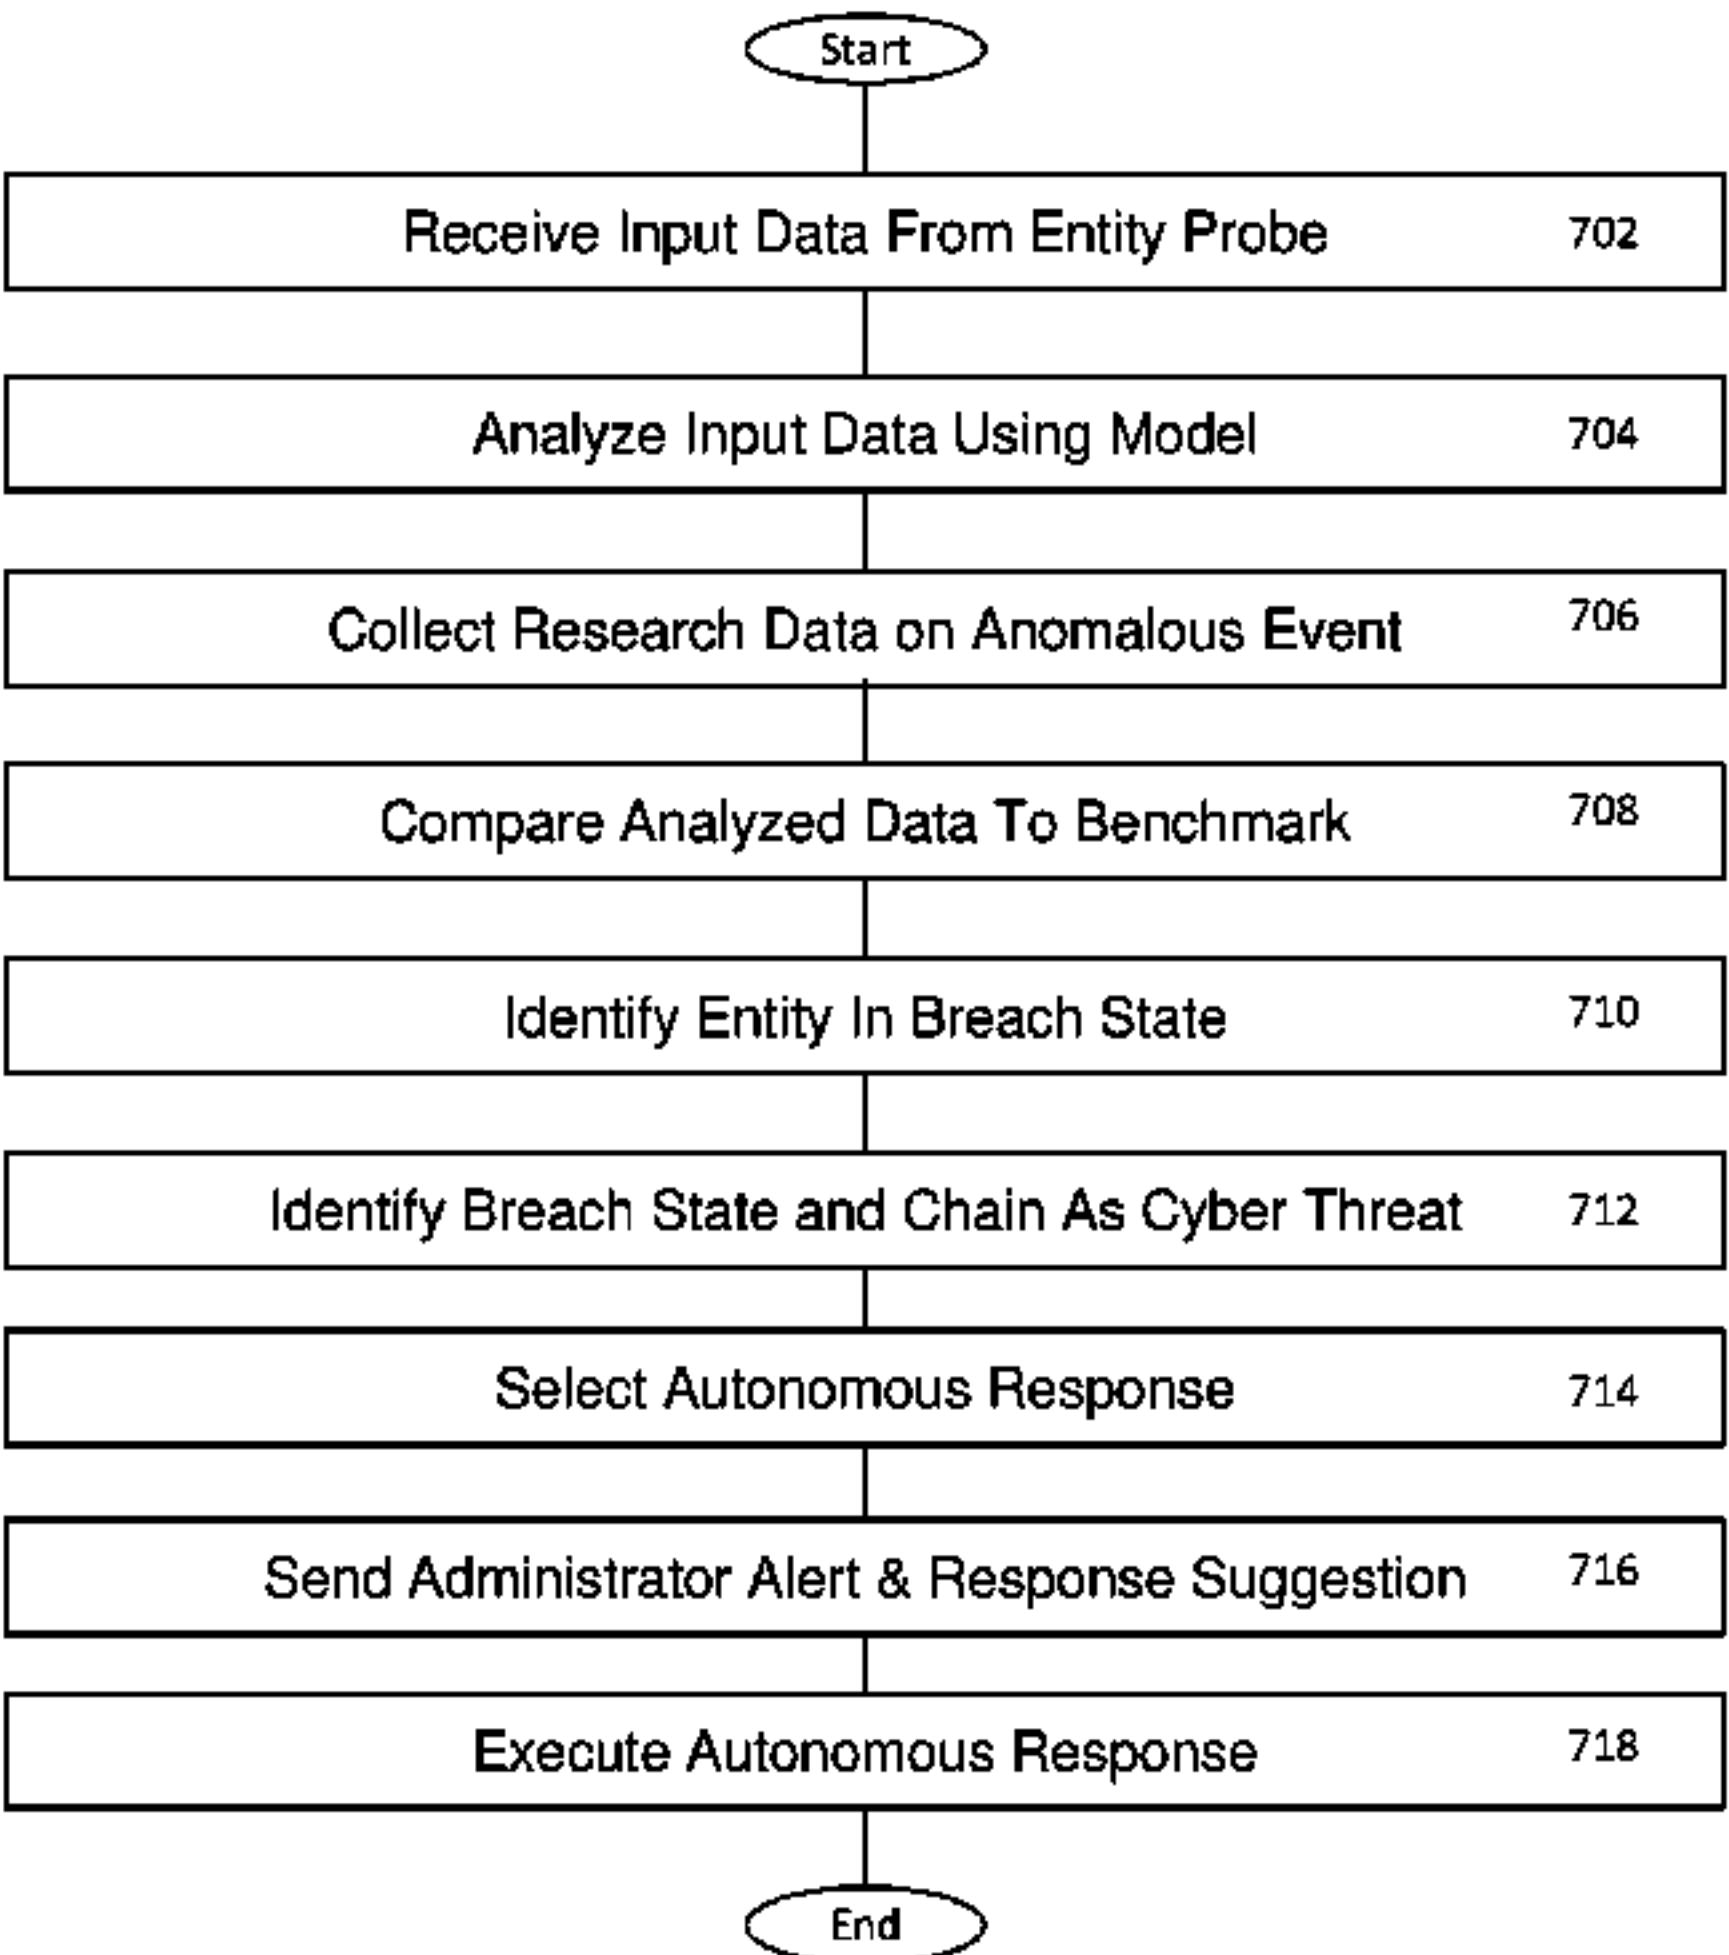 Start
Receive Input Data From Entity Probe 702
Analyze Input Data Using Model 704
Collect Research Data on Anomalous Event 706
Compare Analyzed Data To Benchmark 708
Identify Entity In Breach State 710
Identify Breach State and Chain As Cyber Threat 712
Select Autonomous Response 714
Send Administrator Alert & Response Suggestion 716
Execute Autonomous Response 718
End